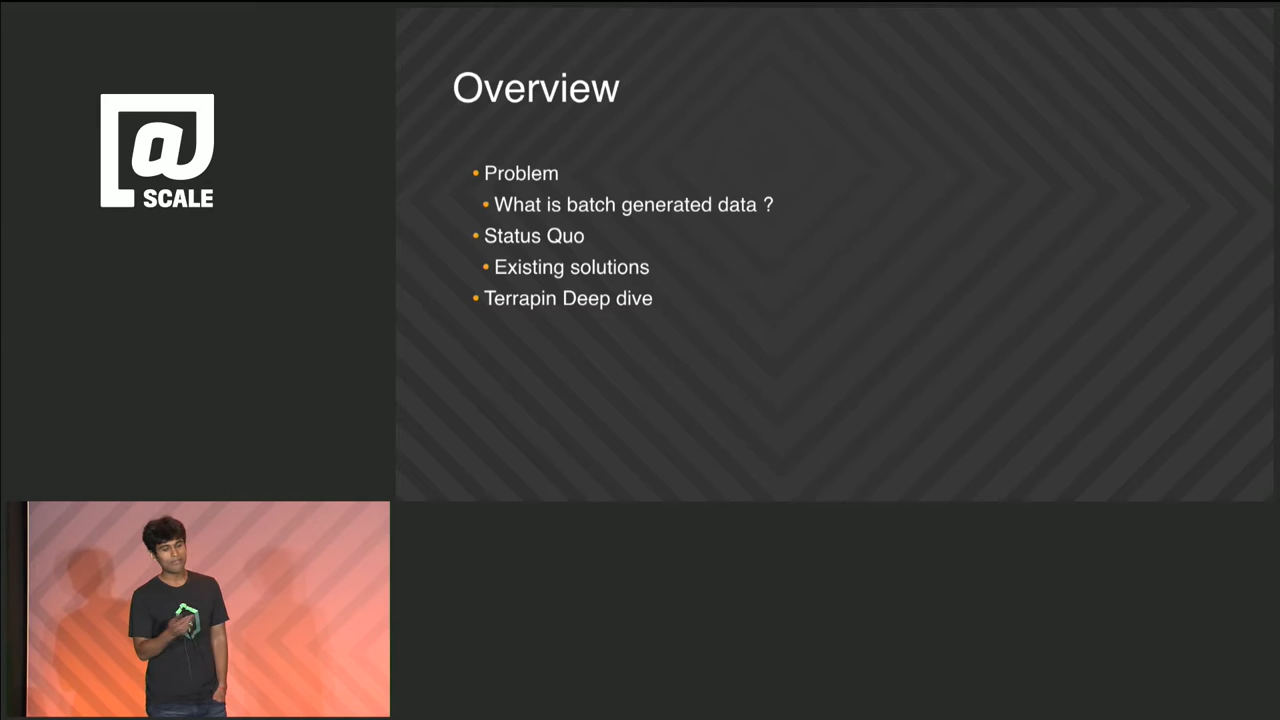 @
SCALE
Overview
• Problem
• What is batch generated data ?
• Status Quo
• Existing solutions
• Terrapin Deep dive